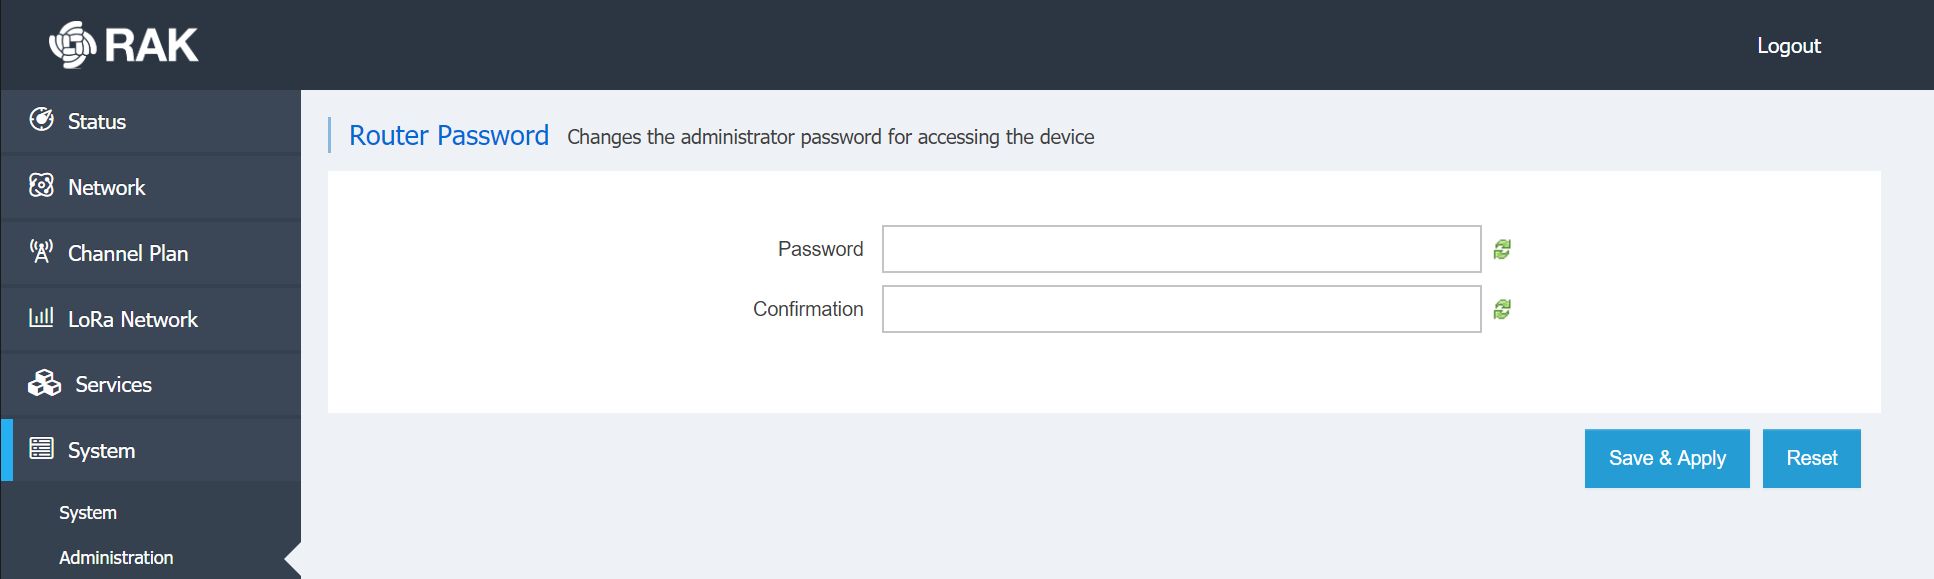 RAK
Logout
Status
Network
Channel Plan
LoRa Network
Services
System
System
Administration
Router Password Changes the administrator password for accessing the device
Password
Confirmation
Save & Apply Reset